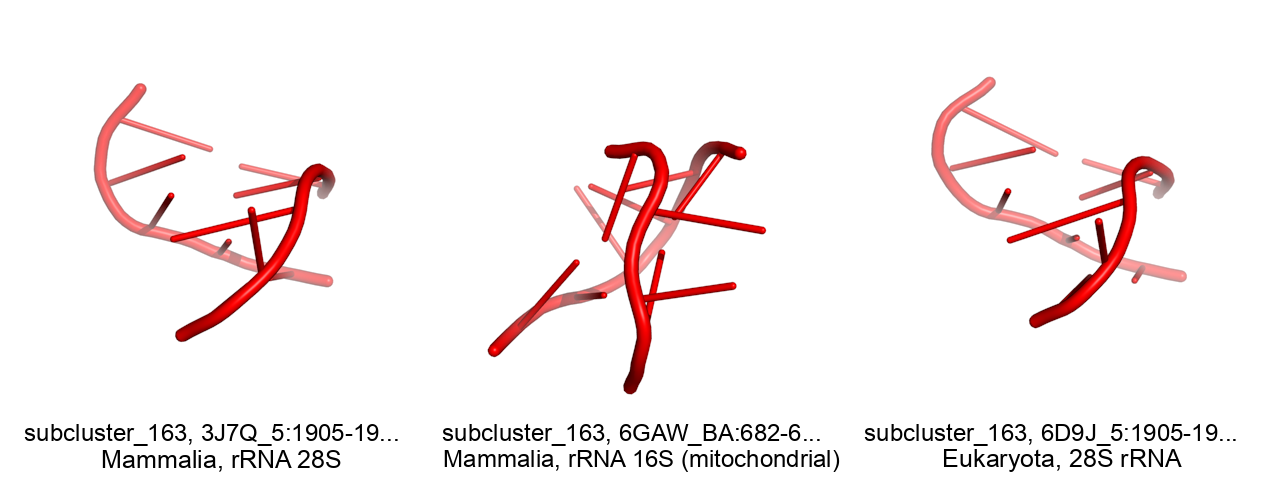 subcluster_163, 3J7Q_5:1905-19...
Mammalia, rRNA 28S
subcluster_163, 6GAW_BA:682-6...
Mammalia, rRNA 16S (mitochondrial)
subcluster_163, 6D9J_5:1905-19...
Eukaryota, 28S rRNA